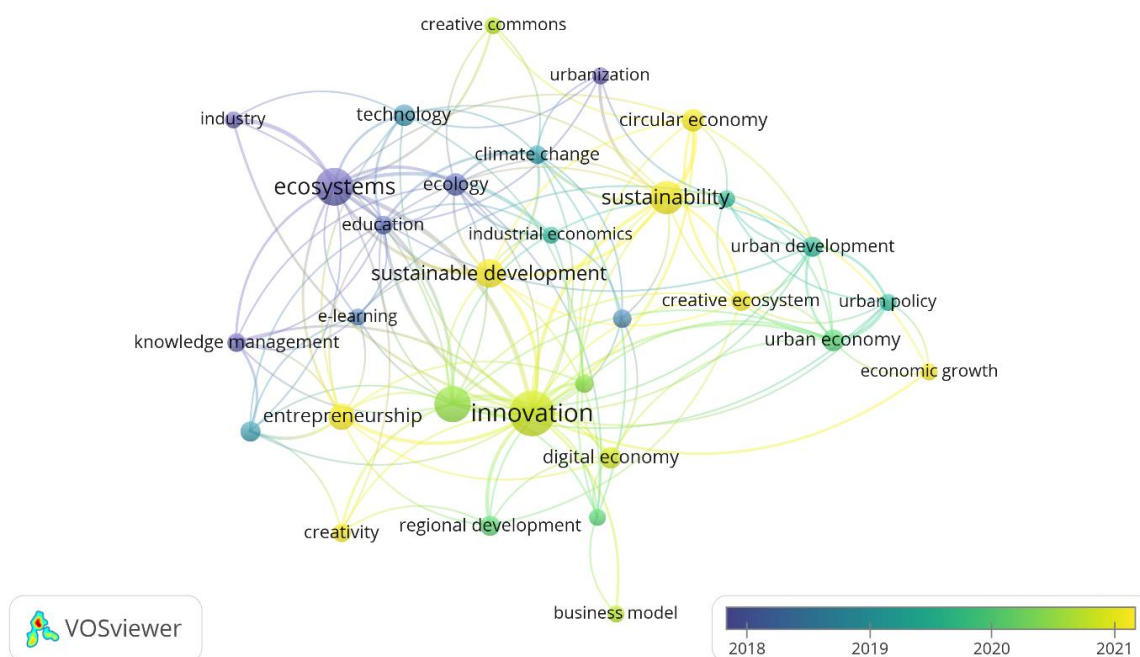 creative commons
urbanization
industry
technology
circular economy
climate change
ecosystems
ecology
sustainability
education
industrial economics
urban development
sustainable development
creative ecosystem
urban policy
e-learning
knowledge management
urban economy
economic growth
entrepreneurship
innovation
digital economy
creativity
regional development
business model
VOSviewer
2018 2019 2020 2021